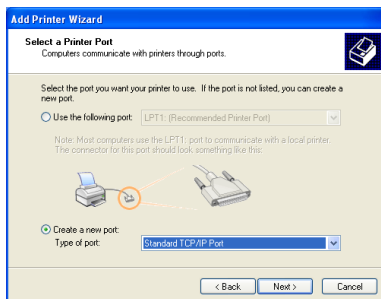 Add Printer Wizard
Select a Printer Port
Computers communicate with printers through ports.
Select the port you want your printer to use. If the port is not listed, you can create a
new port.
Use the following port: LPT1: (Recommended Printer Port)
Note: Most computers use the LPT1: port to communicate with a local printer.
The connector for this port should look something like this:
Create a new port:
Type of port: Standard TCP/IP Port
< Back Next > Cancel